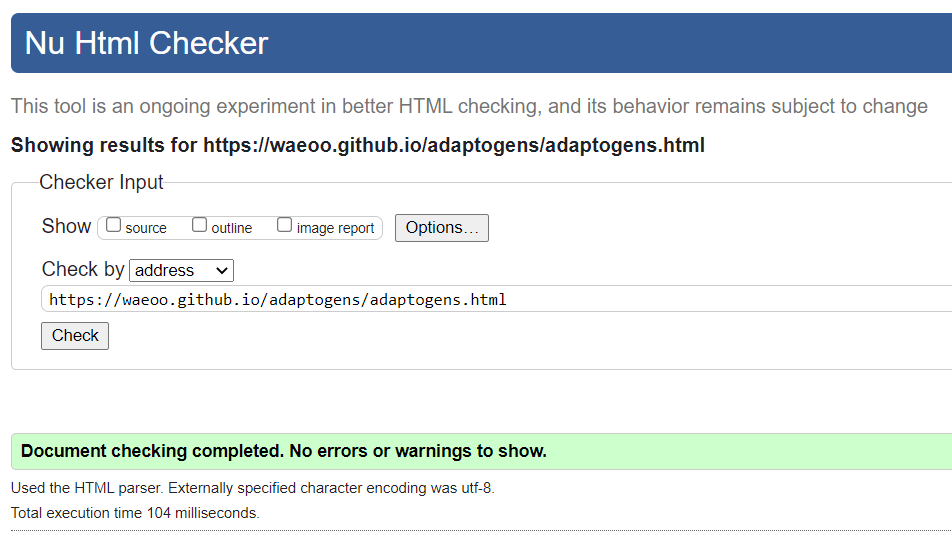 Nu Html Checker
This tool is an ongoing experiment in better HTML checking, and its behavior remains subject to change
Showing results for https://waeoo.github.io/adaptogens/adaptogens.html
Checker Input
Show source outline image report Options…
Check by address
https://waeoo.github.io/adaptogens/adaptogens.html
Check
Document checking completed. No errors or warnings to show.
Used the HTML parser. Externally specified character encoding was utf-8.
Total execution time 104 milliseconds.